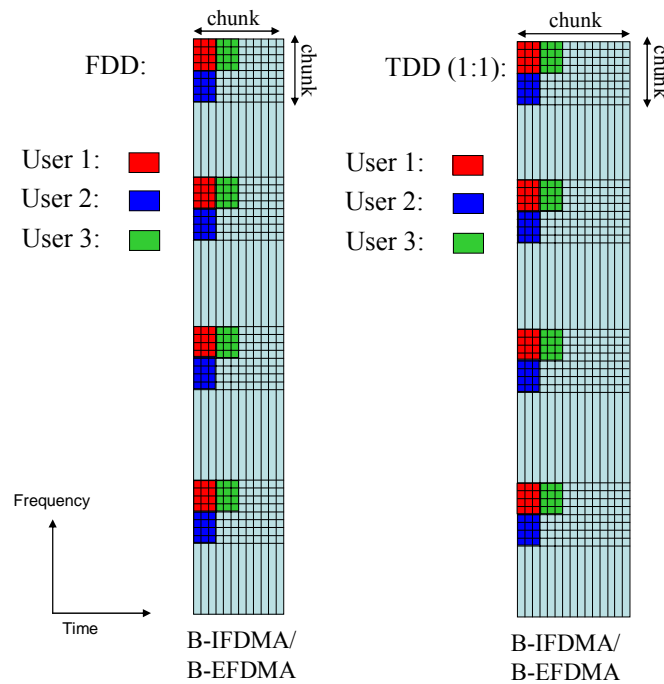 chunk
FDD:
chunk
User 1:
User 2:
User 3:
Frequency
Time
B-IFDMA/
B-EFDMA
chunk
TDD (1:1):
chunk
User 1:
User 2:
User 3:
B-IFDMA/
B-EFDMA